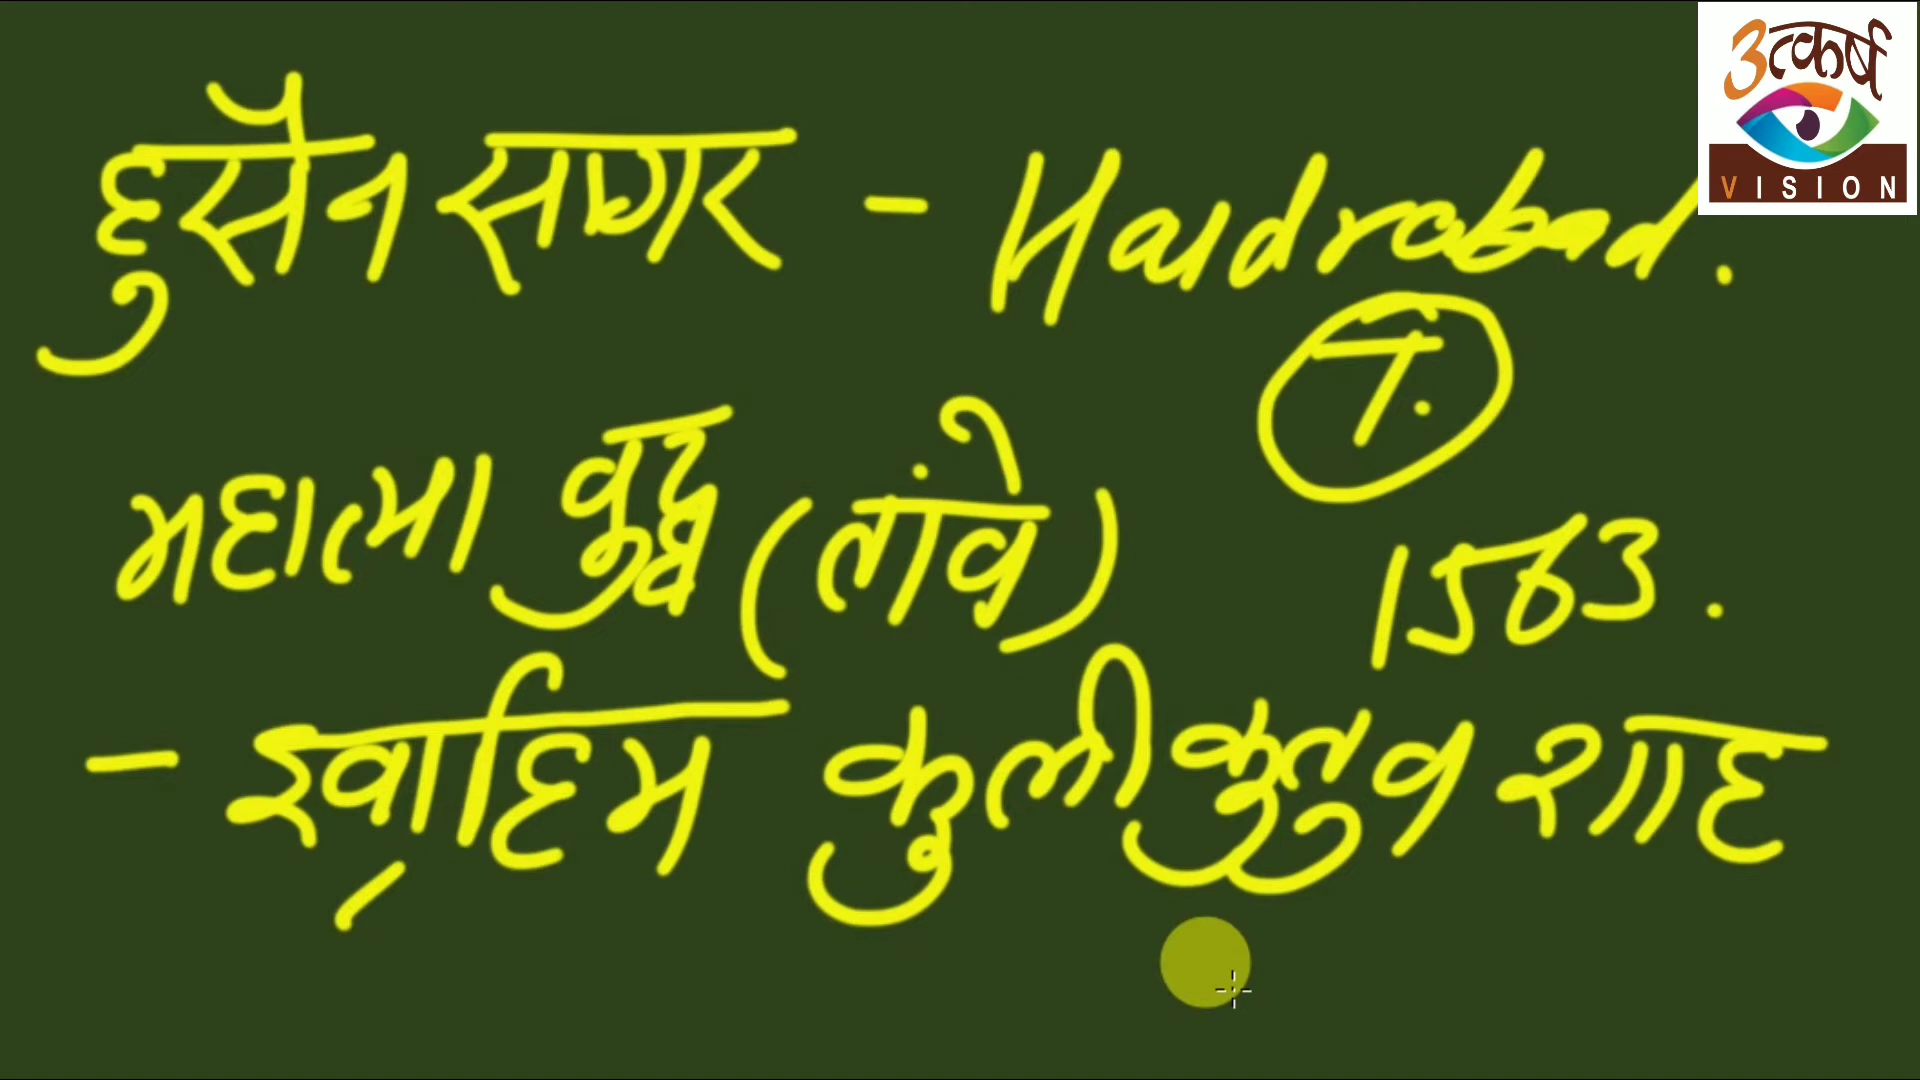 उत्कर्ष
VISION
हुसैन सागर - Haidrabad.
T.
महात्मा बुद्ध (तांबे) 1563.
- इब्राहिम कुली कुतुब शाह